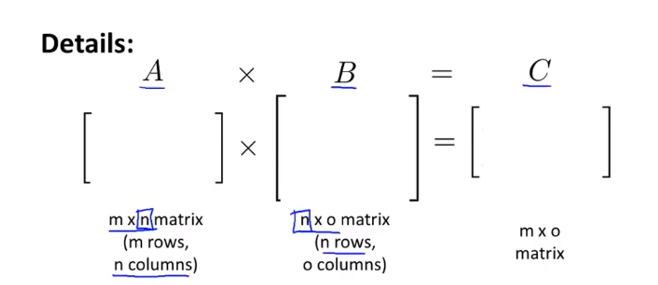 Details:
A × B = C
[ ] × [ ] = [ ]
m x n matrix
(m rows,
n columns)
n x o matrix
(n rows,
o columns)
m x o
matrix